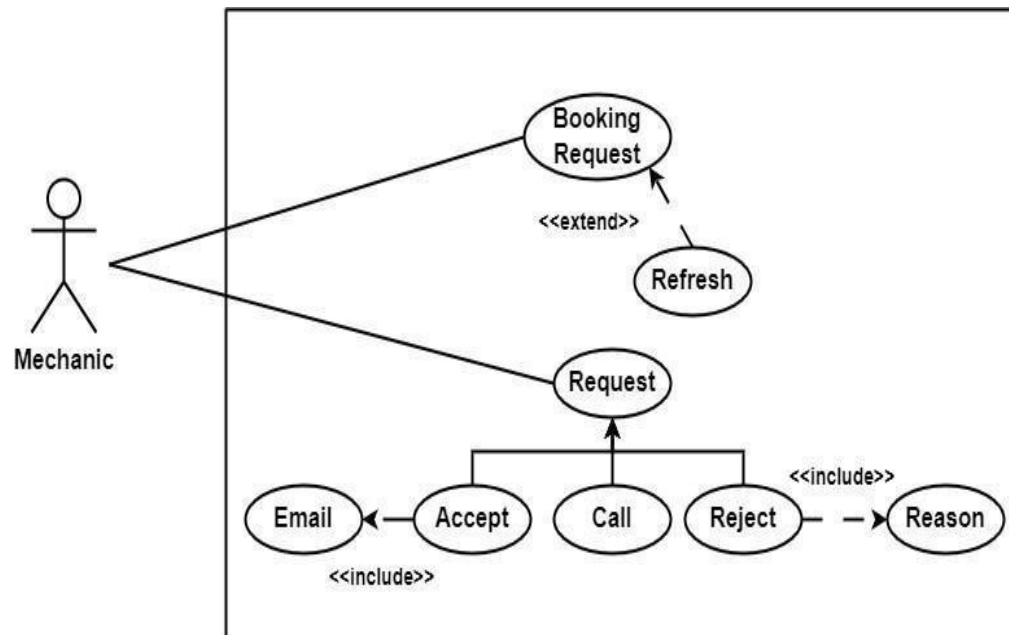 Booking
Request
<<extend>>
Refresh
Mechanic
Request
<<include>>
Email
Accept
Call
Reject
Reason
<<include>>